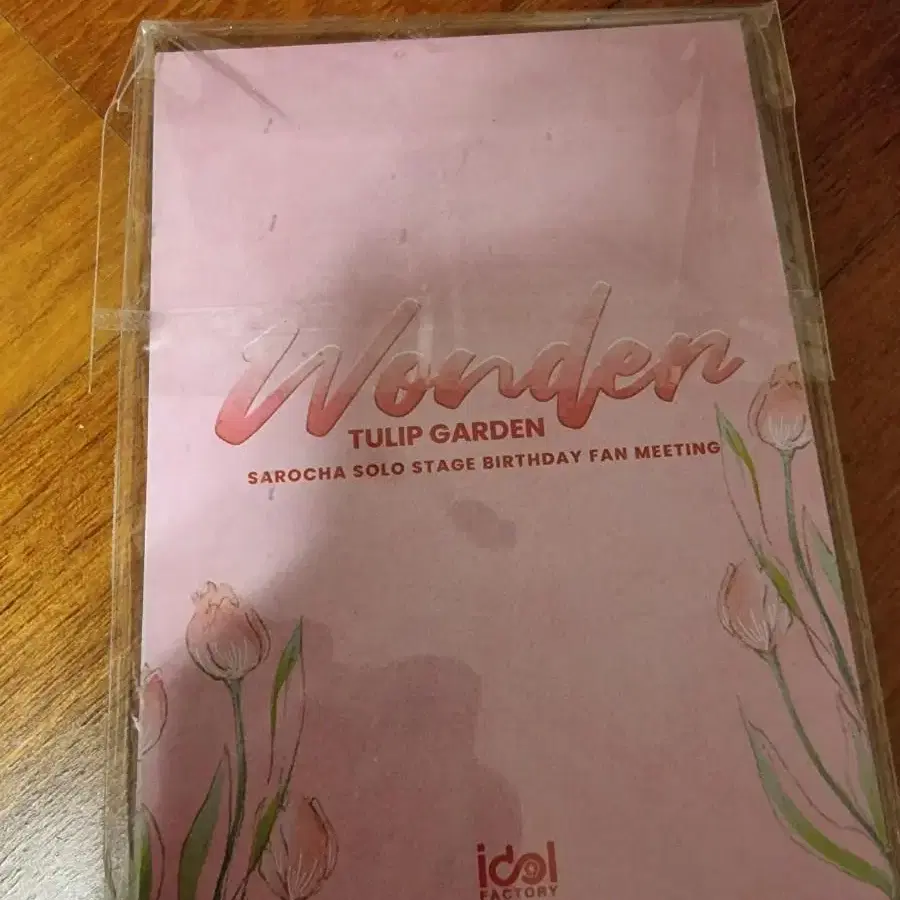 Wonder
TULIP GARDEN
SAROCHA SOLO STAGE BIRTHDAY FAN MEETING
idol
FACTORY